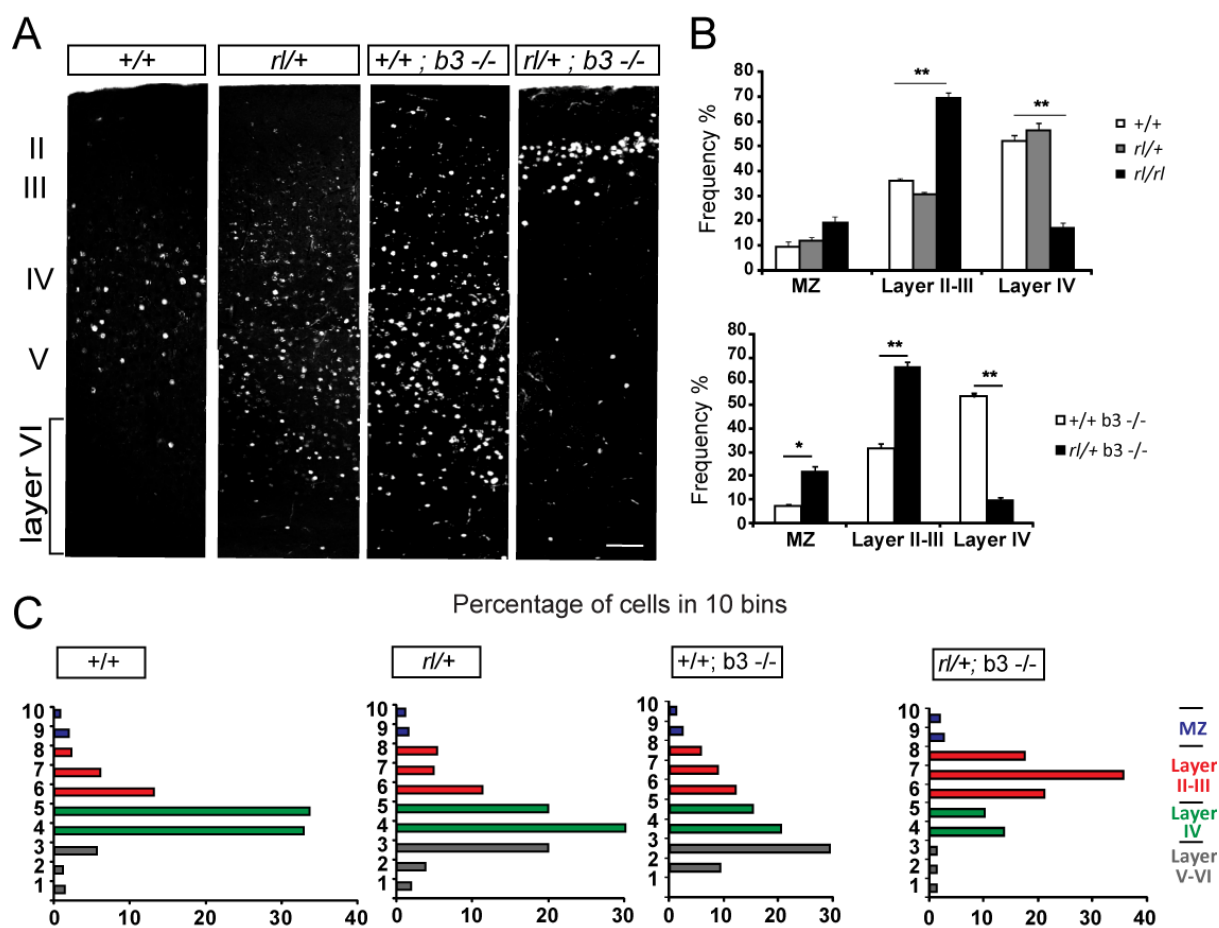 A
B
+/+
rl/+
+/+ ; b3 -/-
rl/+ ; b3 -/-
II
III
IV
V
layer VI
Frequency %
80
70
60
50
40
30
20
10
0
**
**
MZ
Layer II-III
Layer IV
+/+
rl/+
rl/rl
Frequency %
80
70
60
50
40
30
20
10
0
*
**
**
MZ
Layer II-III
Layer IV
+/+ b3 -/-
rl/+ b3 -/-
C
Percentage of cells in 10 bins
+/+
10
9
8
7
6
5
4
3
2
1
0
10
20
30
40
rl/+
10
9
8
7
6
5
4
3
2
1
0
10
20
30
+/+; b3 -/-
10
9
8
7
6
5
4
3
2
1
0
10
20
30
rl/+; b3 -/-
10
9
8
7
6
5
4
3
2
1
0
10
20
30
40
MZ
Layer
II-III
Layer
IV
Layer
V-VI